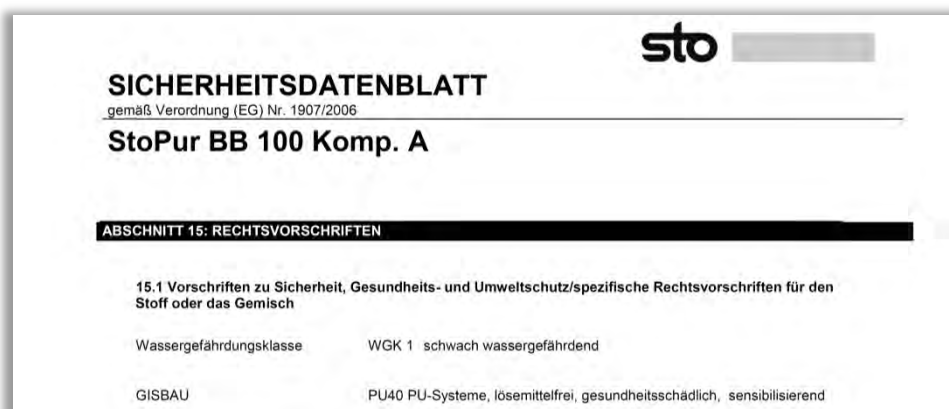 sto
SICHERHEITSDATENBLATT
gemäß Verordnung (EG) Nr. 1907/2006
StoPur BB 100 Komp. A
ABSCHNITT 15: RECHTSVORSCHRIFTEN
15.1 Vorschriften zu Sicherheit, Gesundheits- und Umweltschutz/spezifische Rechtsvorschriften für den
Stoff oder das Gemisch
Wassergefährdungsklasse WGK 1 schwach wassergefährdend
GISBAU PU40 PU-Systeme, lösemittelfrei, gesundheitsschädlich, sensibilisierend